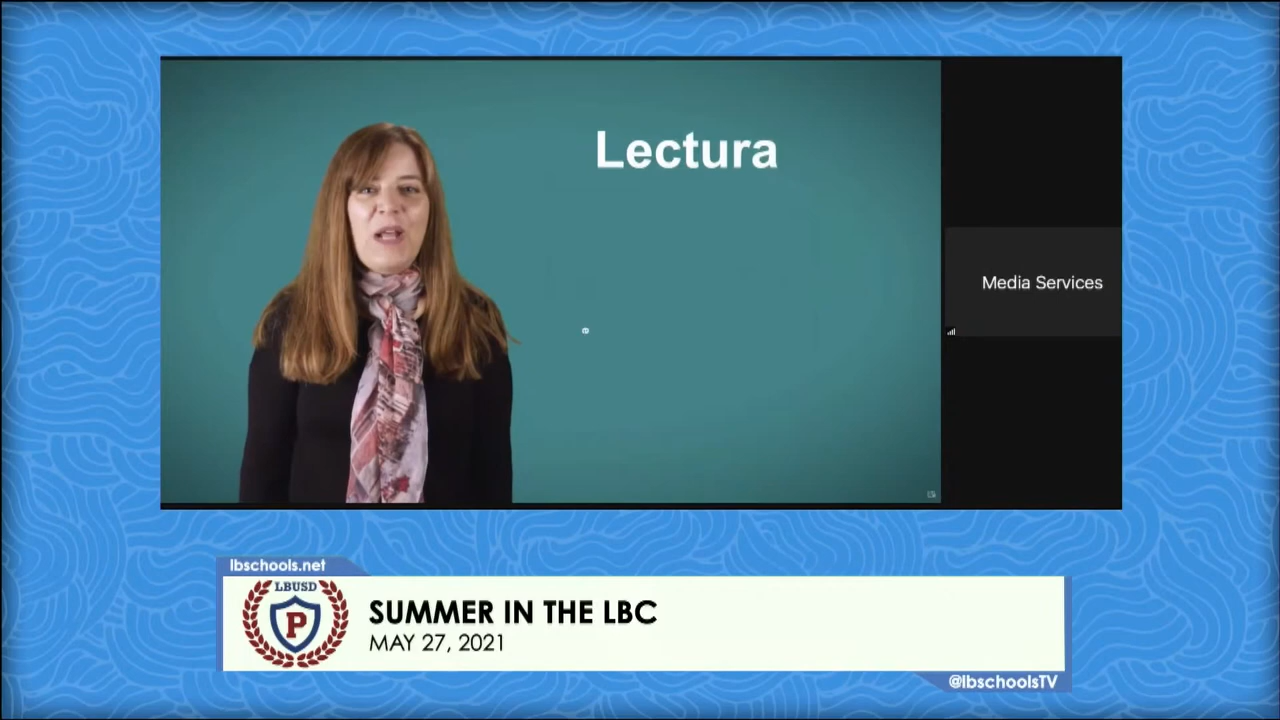 Lectura
e
Media Services
lbschools.net
LBUSD
P
SUMMER IN THE LBC
MAY 27, 2021
@lbschoolsTV